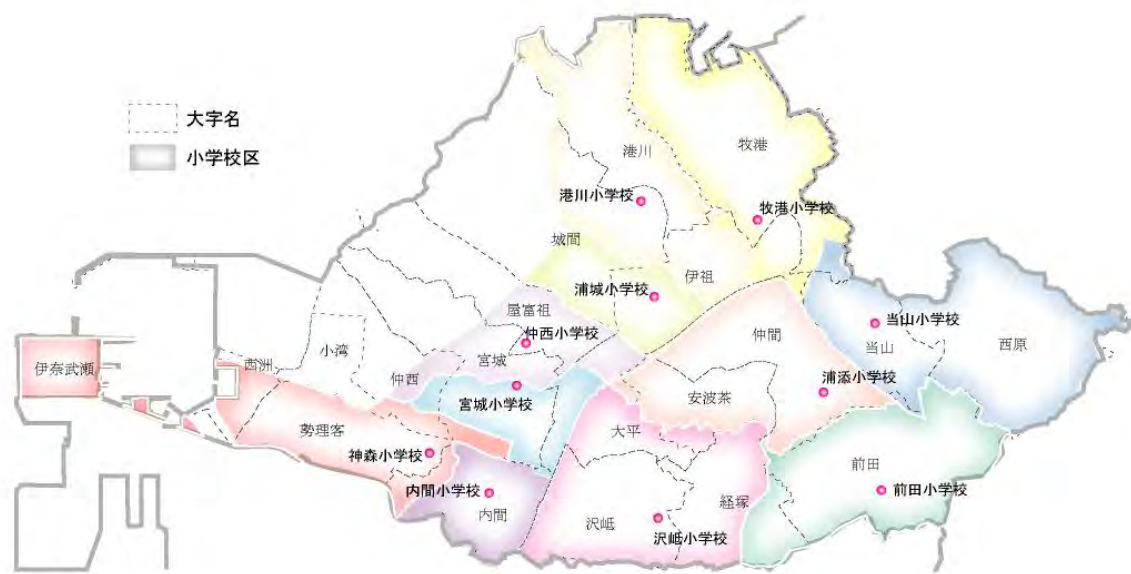 大字名
小学校区
港川
牧港
港川小学校
牧港小学校
城間
伊祖
浦城小学校
屋富祖
仲西小学校
仲間
当山小学校
当山
西原
伊奈武瀬
西洲
小湾
仲西
宮城
宮城小学校
安波茶
浦添小学校
勢理客
大平
神森小学校
前田
内間小学校
内間
経塚
前田小学校
沢岻
沢岻小学校